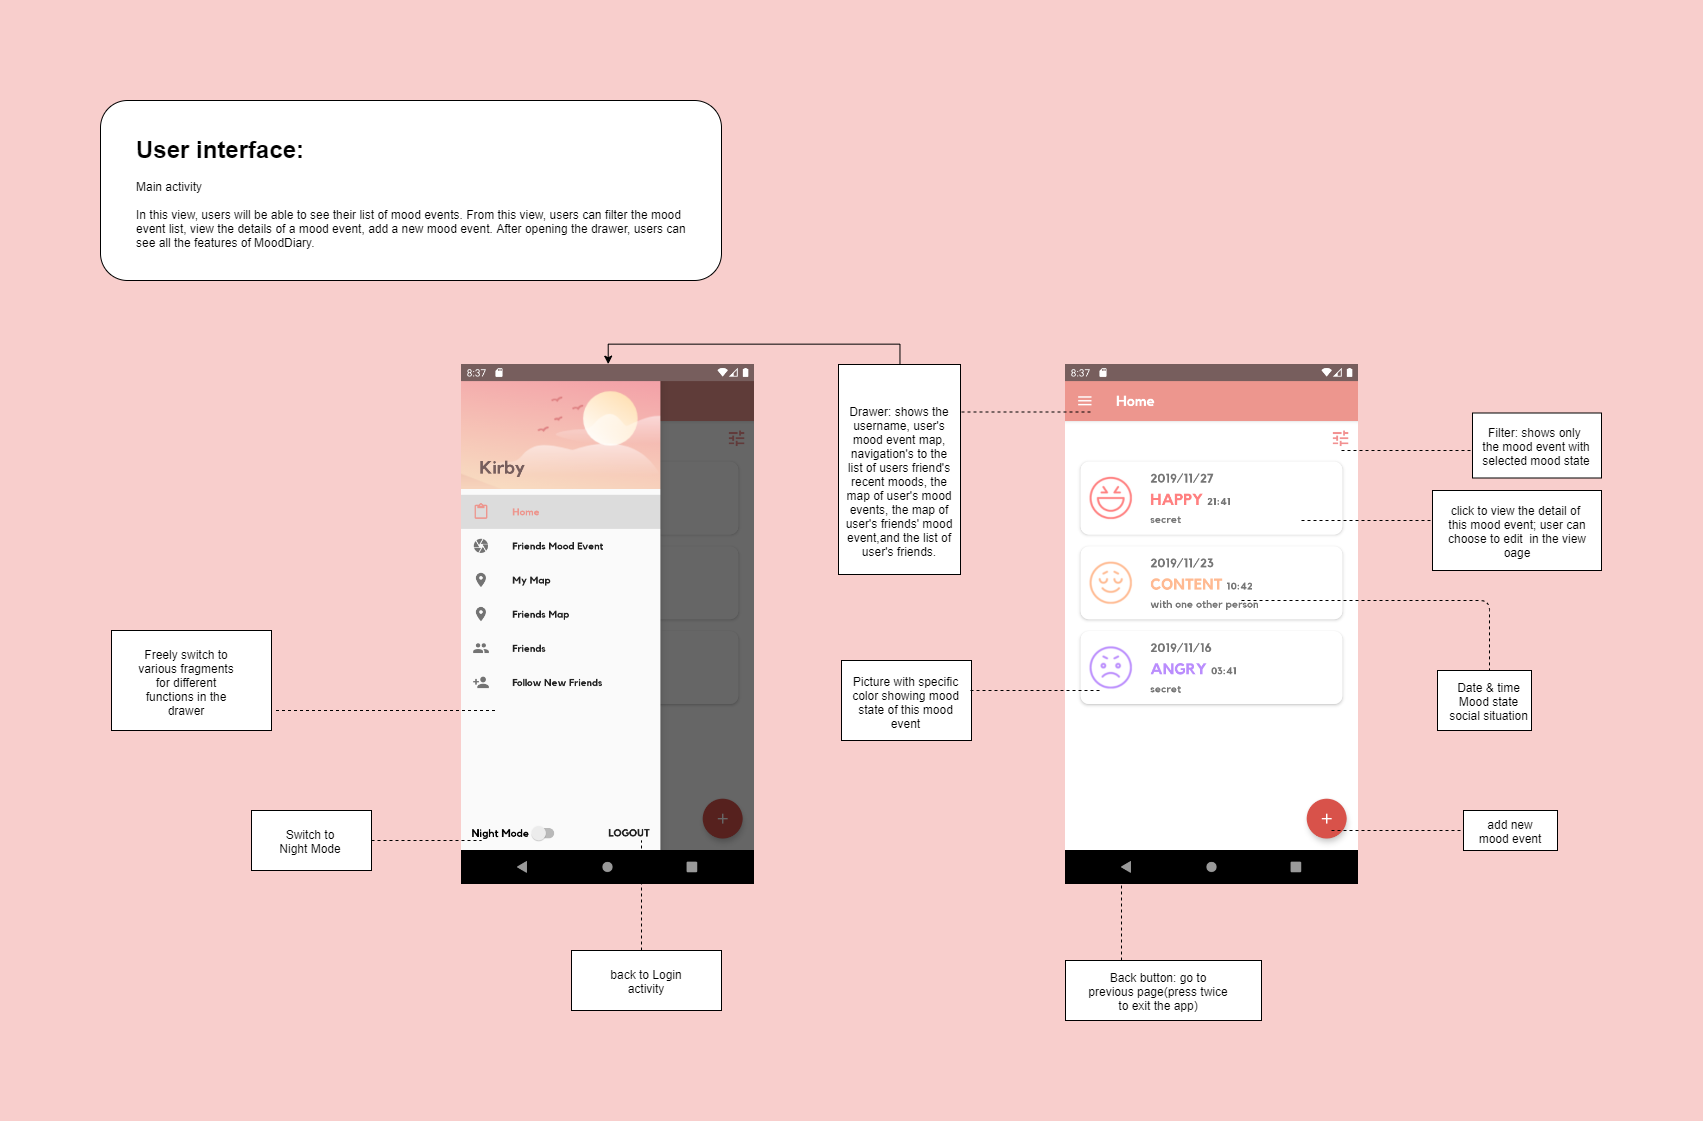 User interface:
Main activity
In this view, users will be able to see their list of mood events. From this view, users can filter the mood
event list, view the details of a mood event, add a new mood event. After opening the drawer, users can
see all the features of MoodDiary.
8:37
Kirby
Home
Friends Mood Event
My Map
Friends Map
Friends
Follow New Friends
Night Mode
LOGOUT
Freely switch to
various fragments
for different
functions in the
drawer
Switch to
Night Mode
back to Login
activity
Drawer: shows the
username, user's
mood event map,
navigation's to the
list of users friend's
recent moods, the
map of user's mood
events, the map of
user's friends' mood
event,and the list of
user's friends.
Picture with specific
color showing mood
state of this mood
event
8:37
Home
2019/11/27
HAPPY 21:41
secret
2019/11/23
CONTENT 10:42
with one other person
2019/11/16
ANGRY 03:41
secret
Filter: shows only
the mood event with
selected mood state
click to view the detail of
this mood event; user can
choose to edit  in the view
oage
Date & time
Mood state
social situation
add new
mood event
Back button: go to
previous page(press twice
to exit the app)